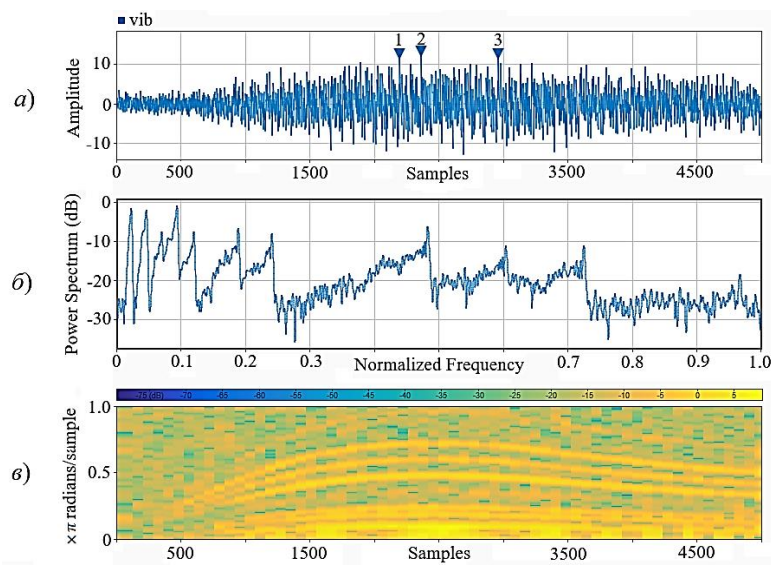 vib
а)
Amplitude
10
0
-10
1 2 3
0 500 1500 3500 4500
Samples
б)
Power Spectrum (dB)
0
-10
-20
-30
0 0.1 0.2 0.3 0.7 0.8 0.9 1.0
Normalized Frequency
-75 (dB) -70 -65 -60 -55 -50 -45 -40 -35 -30 -25 -20 -15 -10 -5 0 5
в)
×π radians/sample
1.0
0.5
0
500 1500 3500 4500
Samples